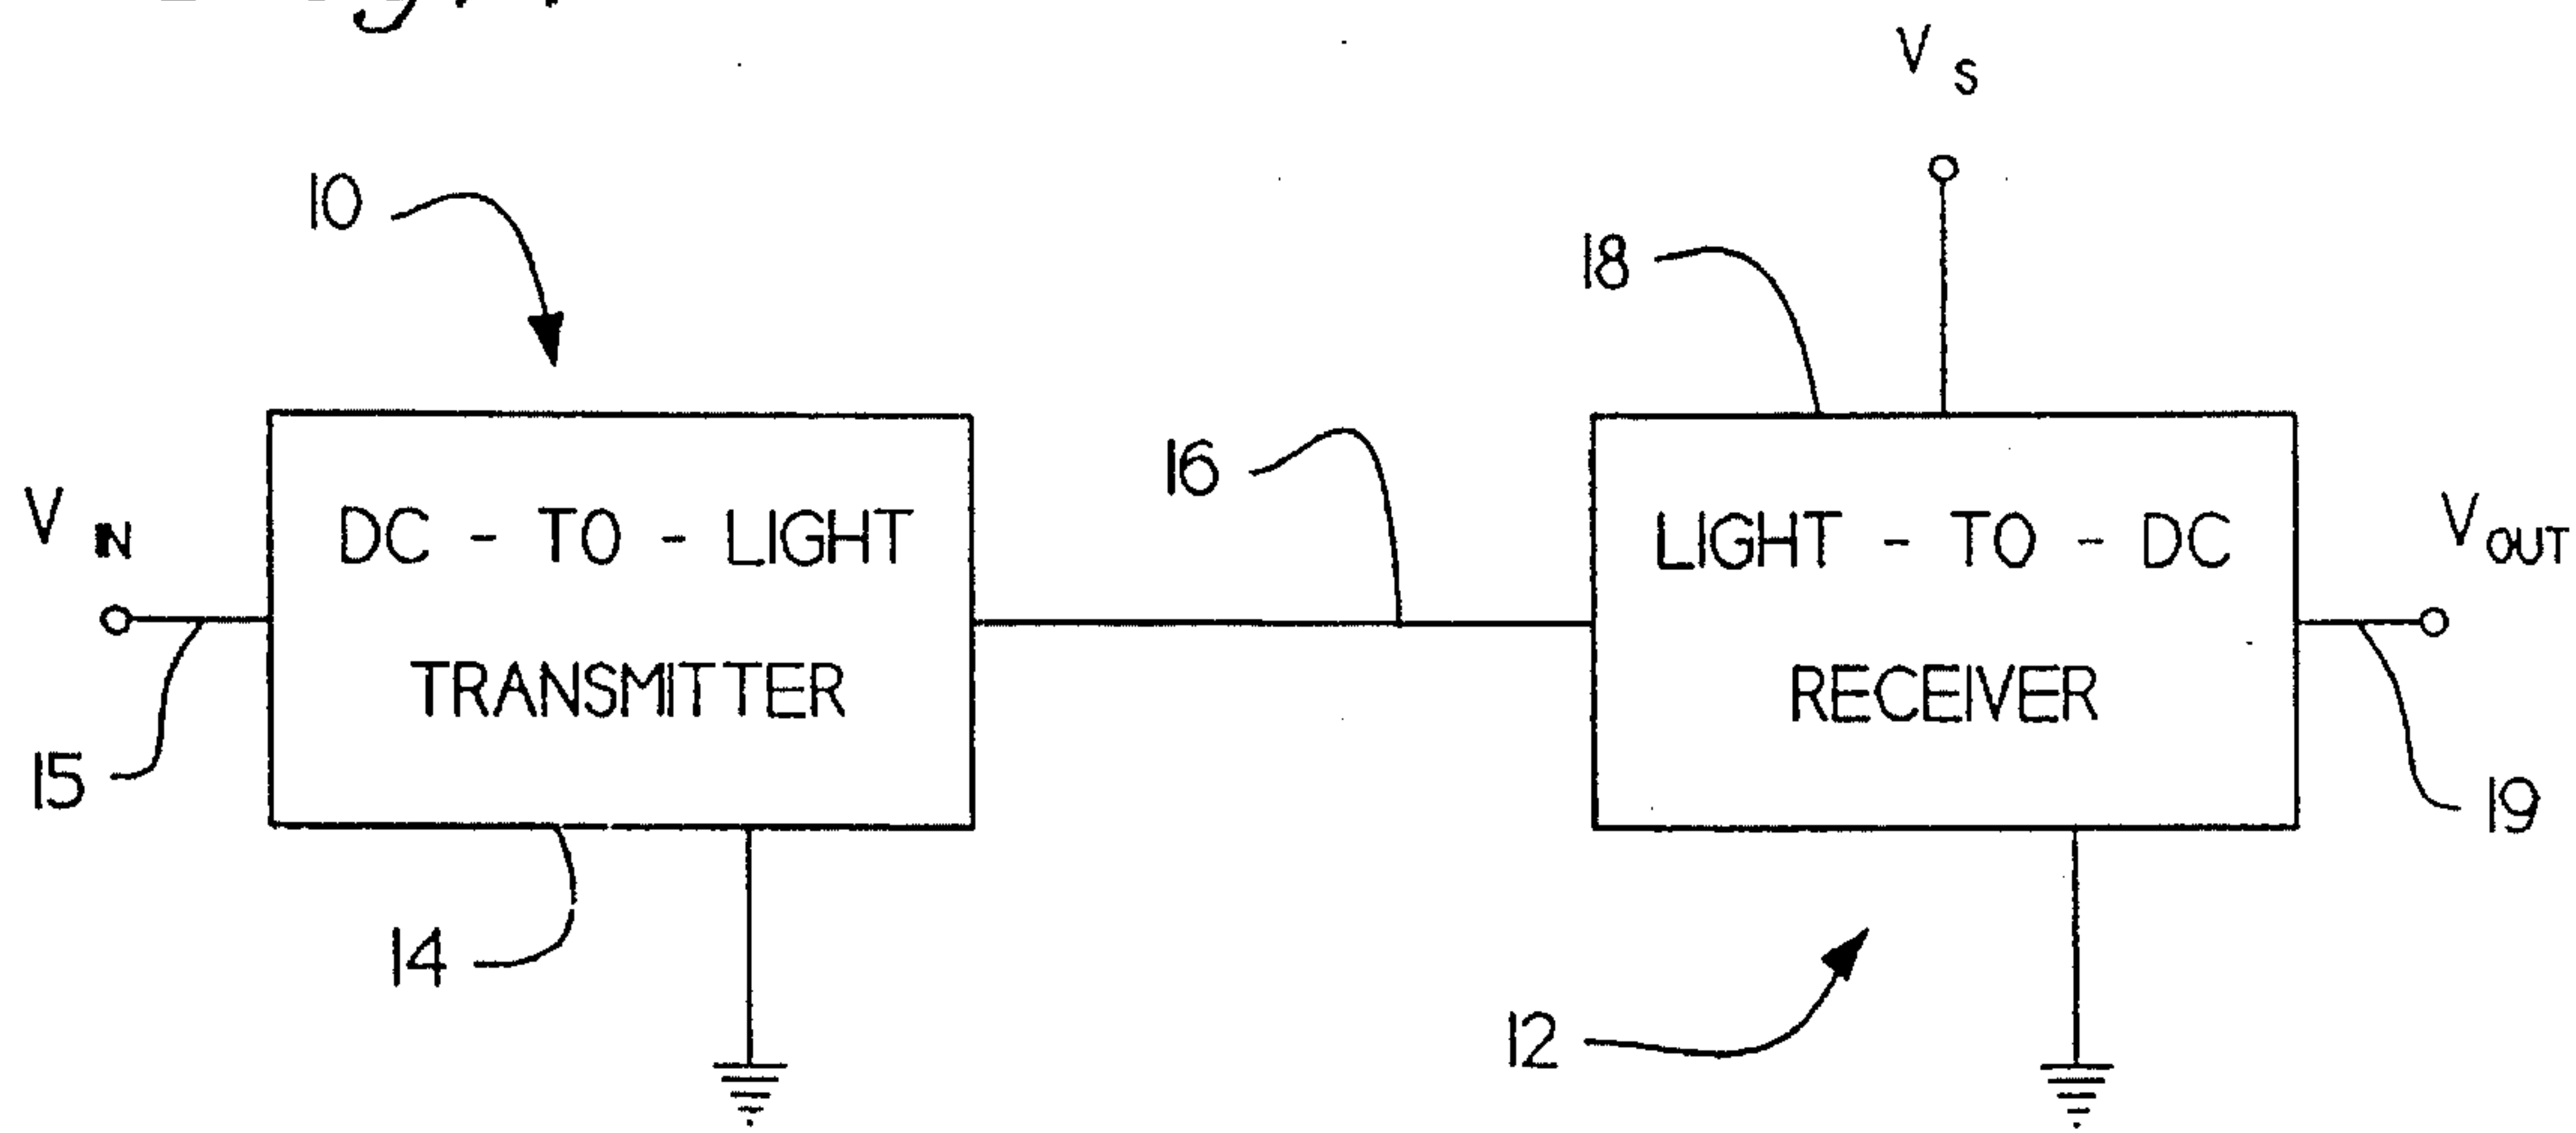 V S
10
18
16
V IN
DC - TO - LIGHT
TRANSMITTER
LIGHT - TO - DC
RECEIVER
V OUT
15
19
14
12